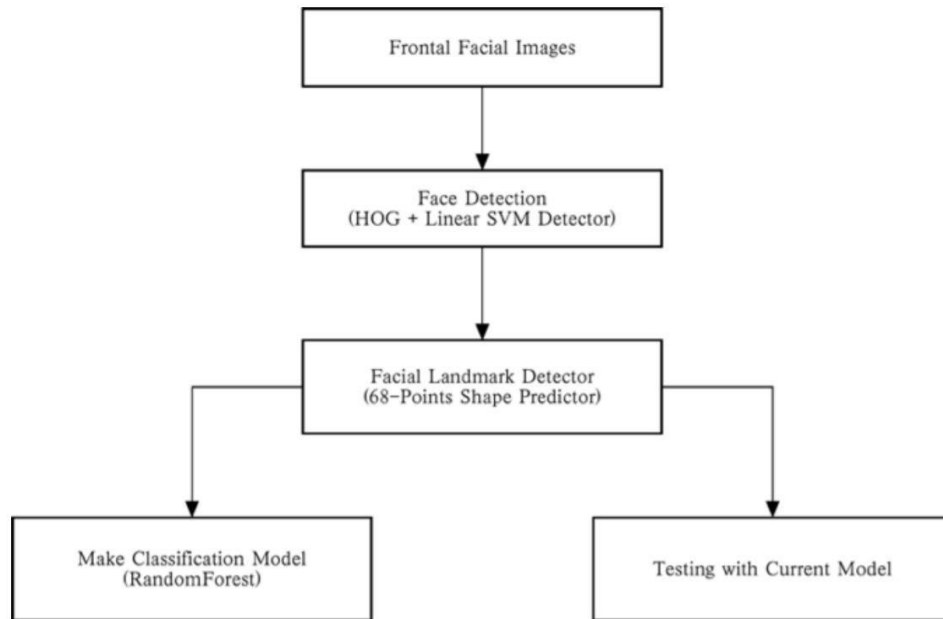 Frontal Facial Images
Face Detection
(HOG + Linear SVM Detector)
Facial Landmark Detector
(68-Points Shape Predictor)
Make Classification Model
(RandomForest)
Testing with Current Model